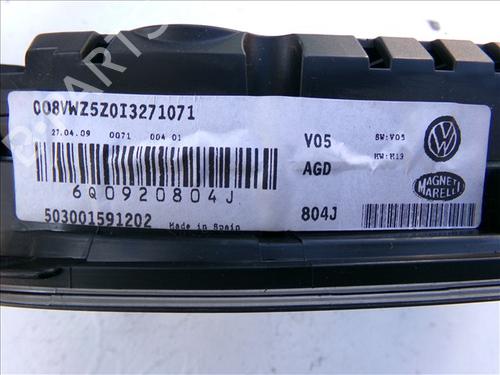 008VWZ5Z0I3271071
27.04.09 0071 004 01
V05 SW:V05
AGD HW:H19
6Q0920804J
MAGNETI
MARELLI
503001591202 Made in Spain
804J